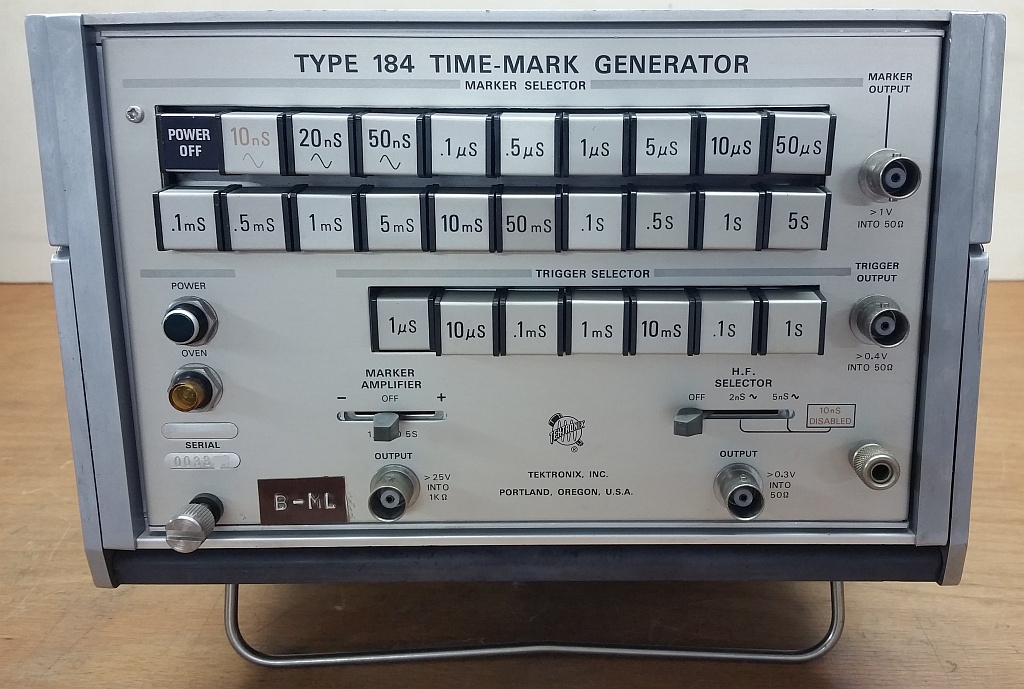 TYPE 184 TIME-MARK GENERATOR
MARKER SELECTOR
MARKER
OUTPUT
POWER
OFF
10nS
20nS
50nS
.1µS
.5µS
1µS
5µS
10µS
50µS
.1mS
.5mS
1mS
5mS
10mS
50mS
.1S
.5S
1S
5S
>1V
INTO 50Ω
TRIGGER SELECTOR
TRIGGER
OUTPUT
POWER
1µS
10µS
.1mS
1mS
10mS
.1S
1S
>0.4V
INTO 50Ω
OVEN
MARKER
AMPLIFIER
− OFF +
H.F.
SELECTOR
OFF 2nS ∿ 5nS ∿
10nS
DISABLED
SERIAL
TEKTRONIX
®
OUTPUT
>25V
INTO
1KΩ
TEKTRONIX, INC.
PORTLAND, OREGON, U.S.A.
OUTPUT
>0.3V
INTO
50Ω
B-ML